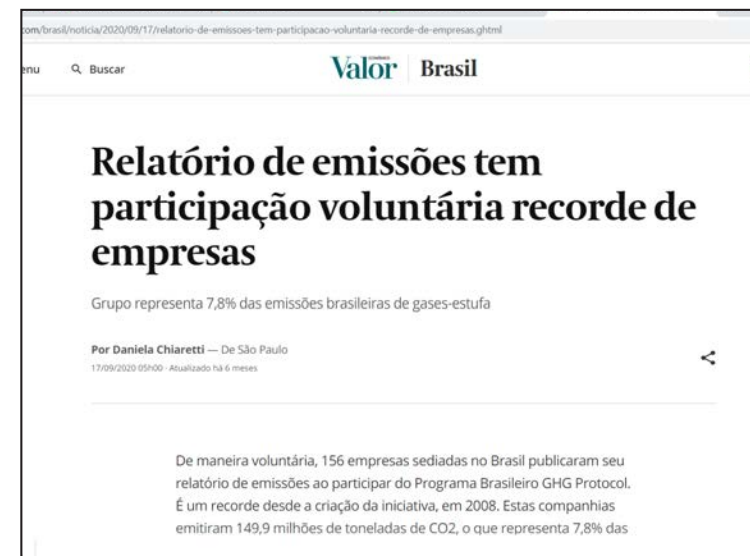 com/brasil/noticia/2020/09/17/relatorio-de-emissoes-tem-participacao-voluntaria-recorde-de-empresas.ghtml
enu Buscar Valor ECONÔMICO Brasil
Relatório de emissões tem
participação voluntária recorde de
empresas
Grupo representa 7,8% das emissões brasileiras de gases-estufa
Por Daniela Chiaretti — De São Paulo
17/09/2020 05h00 · Atualizado há 6 meses
De maneira voluntária, 156 empresas sediadas no Brasil publicaram seu
relatório de emissões ao participar do Programa Brasileiro GHG Protocol.
É um recorde desde a criação da iniciativa, em 2008. Estas companhias
emitiram 149,9 milhões de toneladas de CO2, o que representa 7,8% das